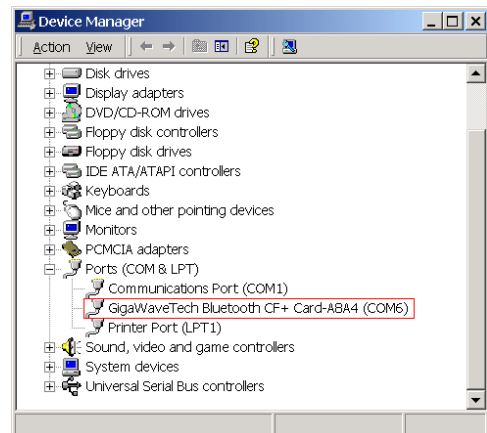 Device Manager
Action View
Disk drives
Display adapters
DVD/CD-ROM drives
Floppy disk controllers
Floppy disk drives
IDE ATA/ATAPI controllers
Keyboards
Mice and other pointing devices
Monitors
PCMCIA adapters
Ports (COM & LPT)
Communications Port (COM1)
GigaWaveTech Bluetooth CF+ Card-A8A4 (COM6)
Printer Port (LPT1)
Sound, video and game controllers
System devices
Universal Serial Bus controllers